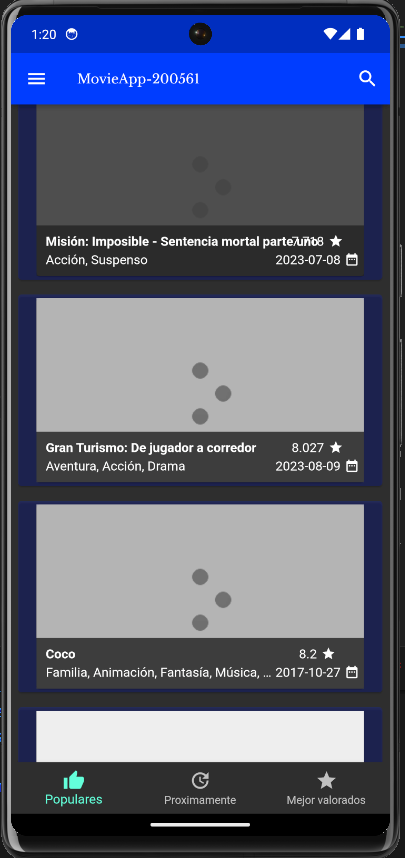 1:20
MovieApp-200561
Misión: Imposible - Sentencia mortal parte uno 7.718
Acción, Suspenso 2023-07-08
Gran Turismo: De jugador a corredor 8.027
Aventura, Acción, Drama 2023-08-09
Coco 8.2
Familia, Animación, Fantasía, Música, ... 2017-10-27
Populares Proximamente Mejor valorados